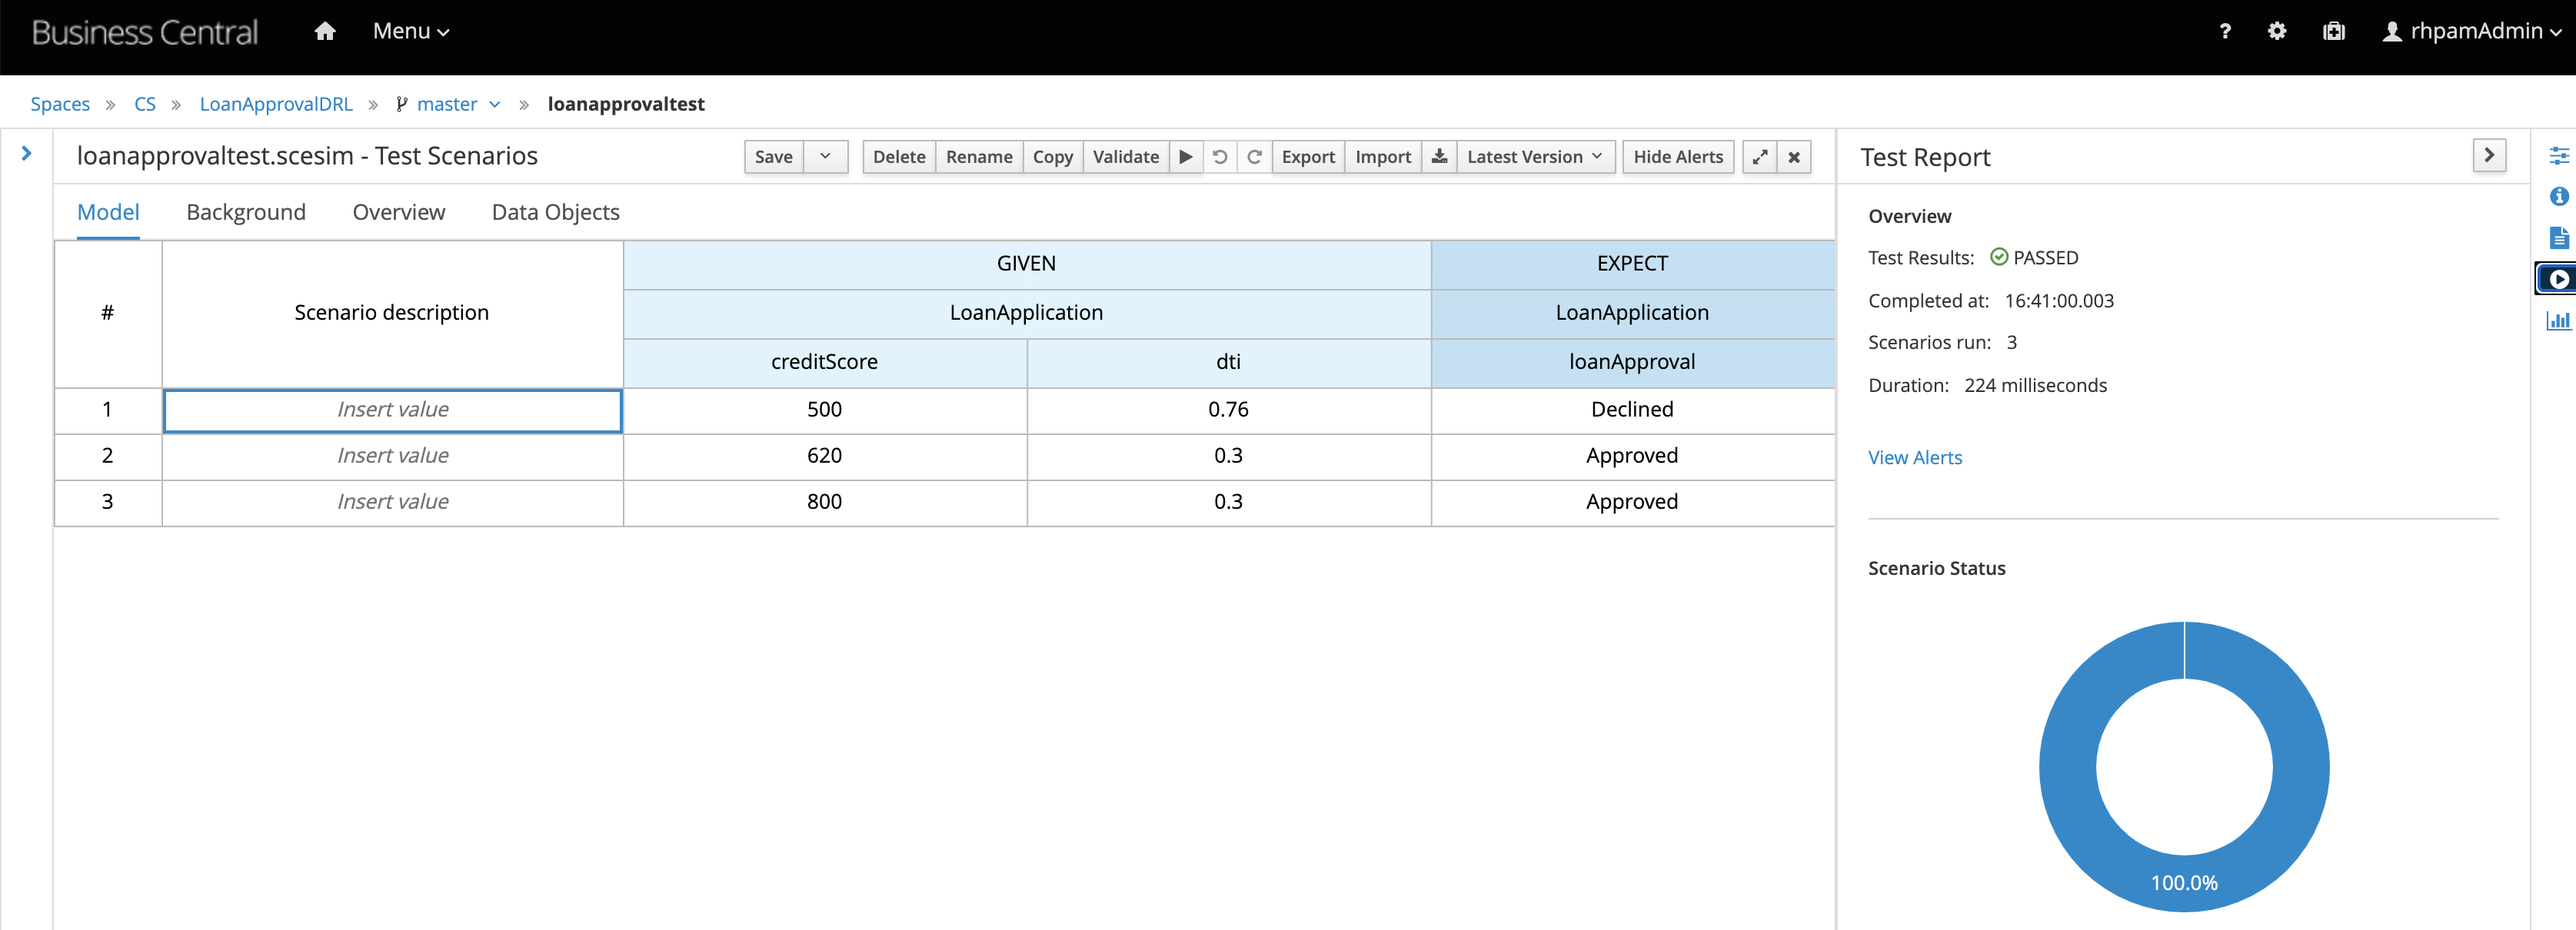 Business Central Menu ? rhpamAdmin
Spaces » CS » LoanApprovalDRL » master » loanapprovaltest
loanapprovaltest.scesim - Test Scenarios Save Delete Rename Copy Validate Export Import Latest Version Hide Alerts
Model Background Overview Data Objects
# Scenario description GIVEN EXPECT
LoanApplication LoanApplication
creditScore dti loanApproval
1 Insert value 500 0.76 Declined
2 Insert value 620 0.3 Approved
3 Insert value 800 0.3 Approved
Test Report
Overview
Test Results: PASSED
Completed at: 16:41:00.003
Scenarios run: 3
Duration: 224 milliseconds
View Alerts
Scenario Status
100.0%